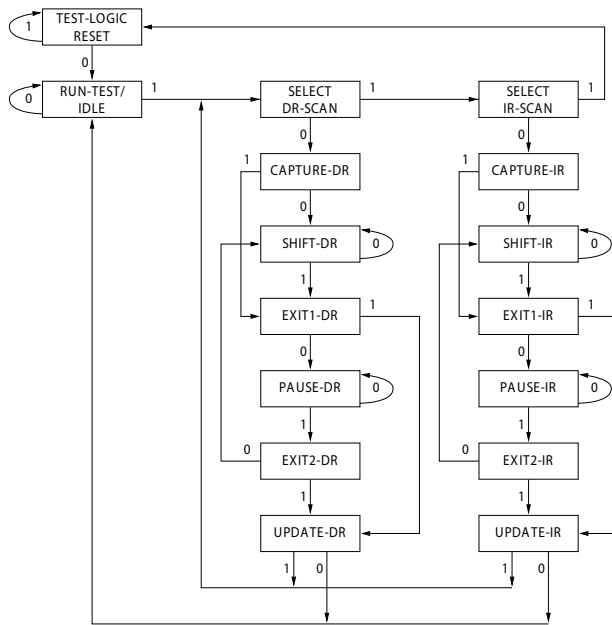 TEST-LOGIC
RESET
1
0
RUN-TEST/
IDLE
0
1
SELECT
DR-SCAN
1
SELECT
IR-SCAN
1
0
0
1
CAPTURE-DR
1
CAPTURE-IR
0
0
SHIFT-DR
0
SHIFT-IR
0
1
1
EXIT1-DR
1
EXIT1-IR
1
0
0
PAUSE-DR
0
PAUSE-IR
0
1
1
0
EXIT2-DR
0
EXIT2-IR
1
1
UPDATE-DR
UPDATE-IR
1
0
1
0